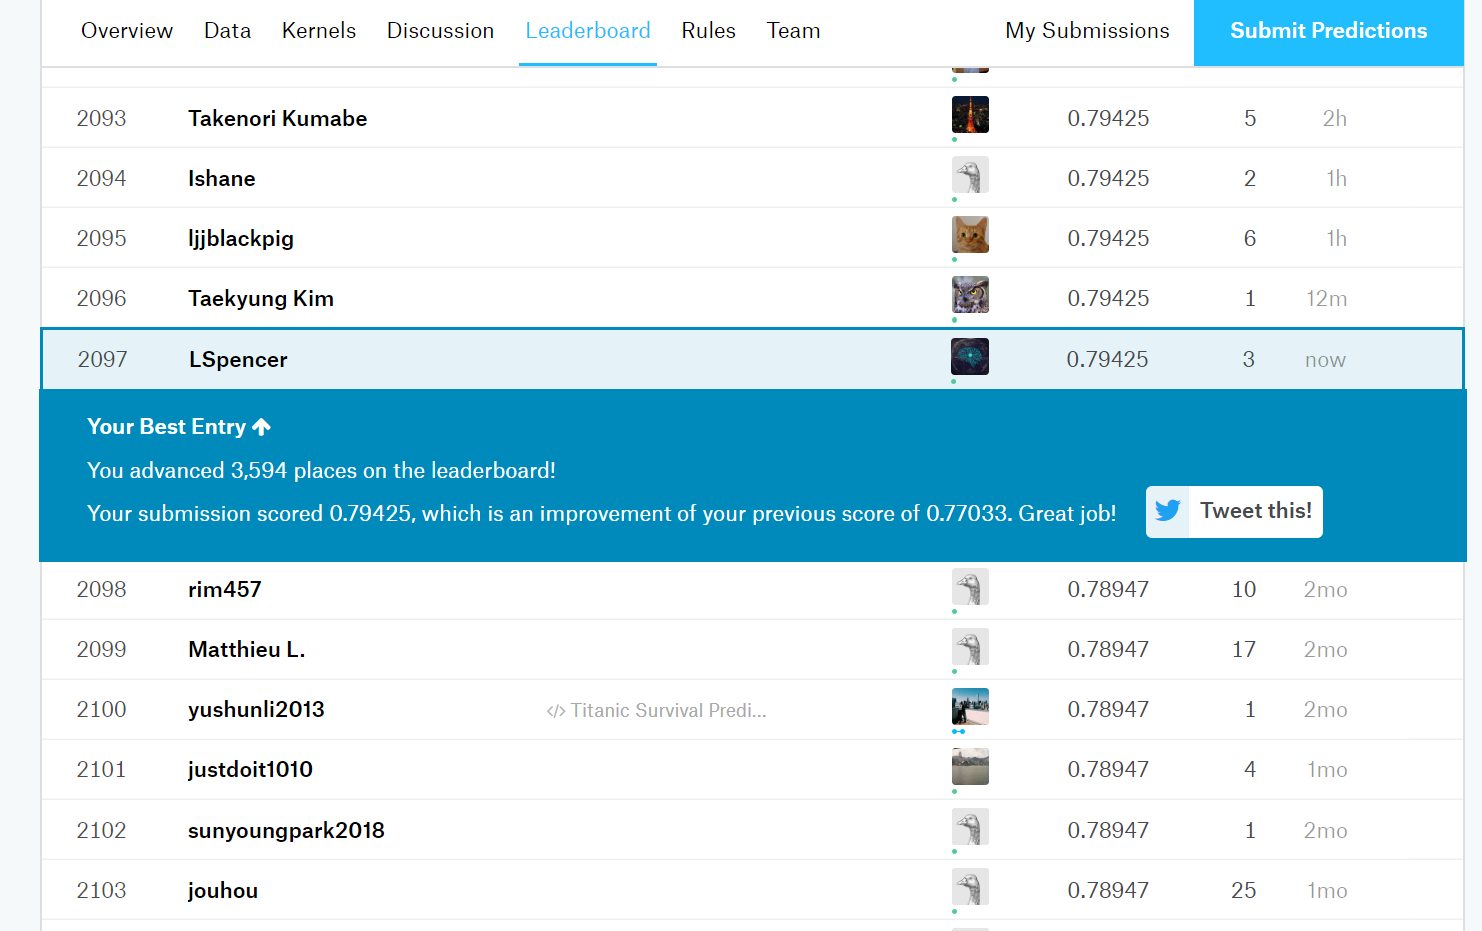 Overview Data Kernels Discussion Leaderboard Rules Team My Submissions Submit Predictions
2093 Takenori Kumabe 0.79425 5 2h
2094 Ishane 0.79425 2 1h
2095 ljjblackpig 0.79425 6 1h
2096 Taekyung Kim 0.79425 1 12m
2097 LSpencer 0.79425 3 now
Your Best Entry ↑
You advanced 3,594 places on the leaderboard!
Your submission scored 0.79425, which is an improvement of your previous score of 0.77033. Great job! Tweet this!
2098 rim457 0.78947 10 2mo
2099 Matthieu L. 0.78947 17 2mo
2100 yushunli2013 </> Titanic Survival Predi... 0.78947 1 2mo
2101 justdoit1010 0.78947 4 1mo
2102 sunyoungpark2018 0.78947 1 2mo
2103 jouhou 0.78947 25 1mo